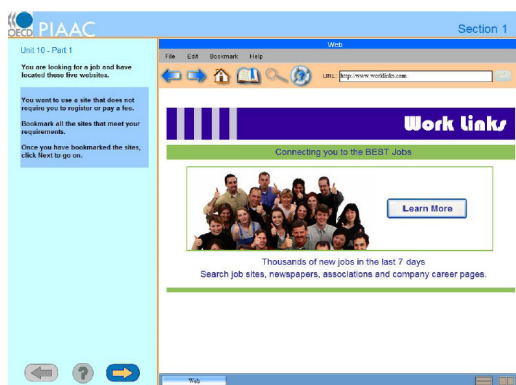 OECD PIAAC
Section 1
Unit 10 - Part 1
You are looking for a job and have
located these five websites.
You want to use a site that does not
require you to register or pay a fee.
Bookmark all the sites that meet your
requirements.
Once you have bookmarked the sites,
click Next to go on.
Web
File Edit Bookmark Help
URL: http://www.worklinks.com
Work Links
Connecting you to the BEST Jobs
Learn More
Thousands of new jobs in the last 7 days
Search job sites, newspapers, associations and company career pages.
?
Web